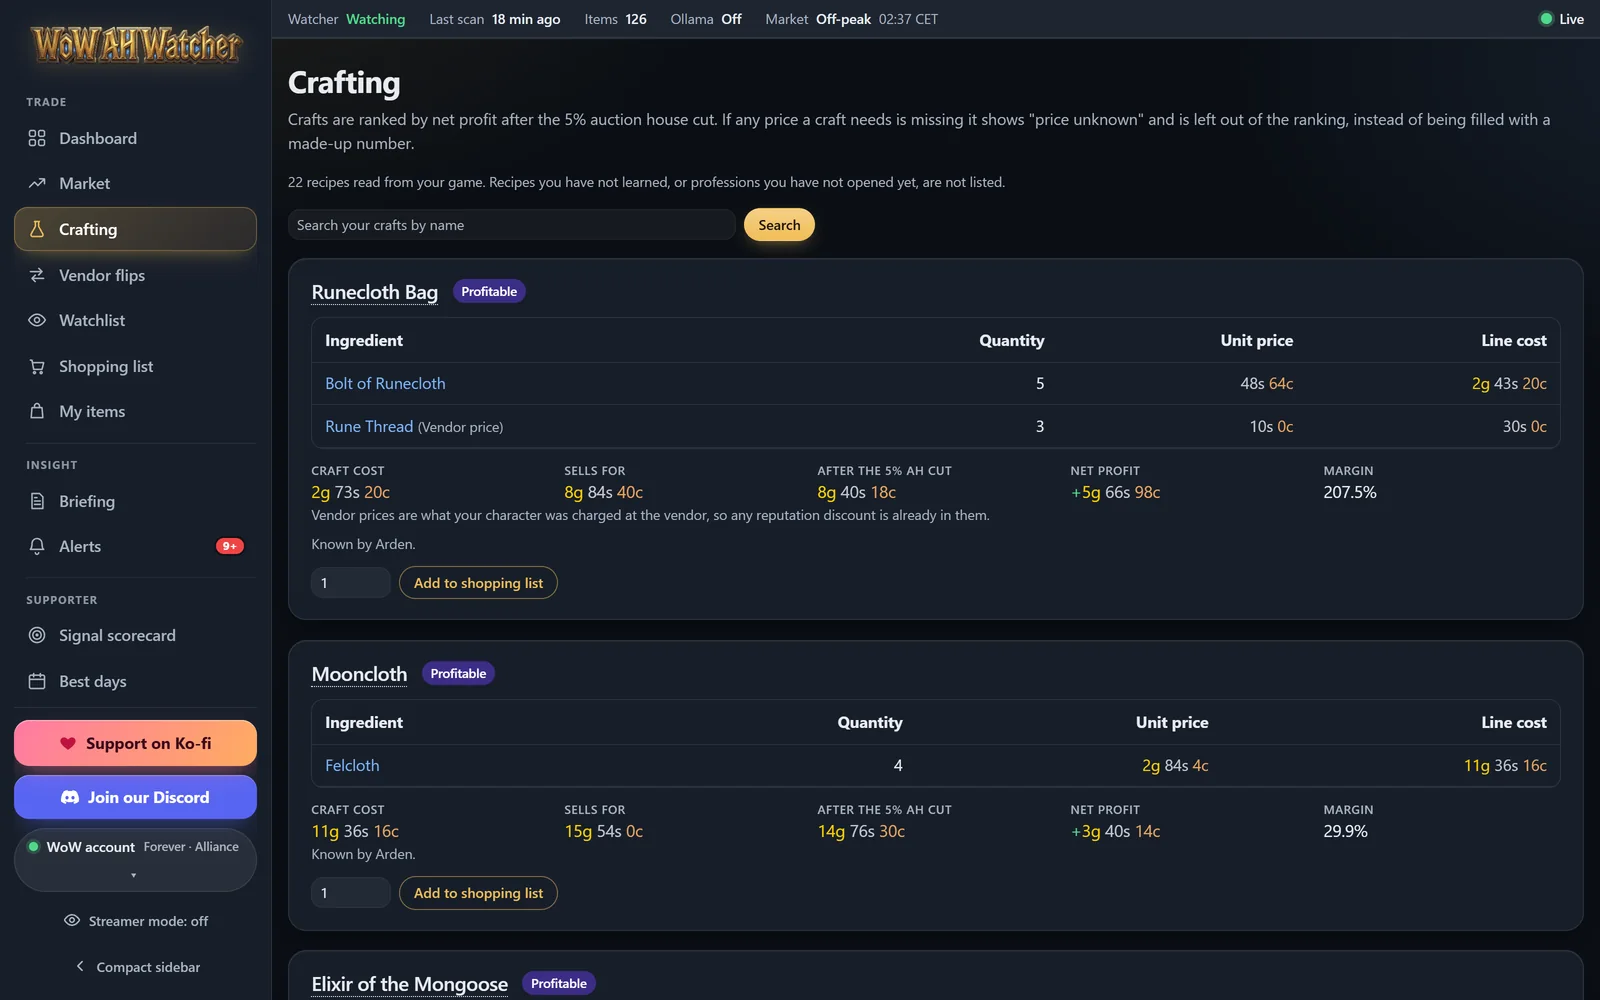 Watcher Watching Last scan 18 min ago Items 126 Ollama Off Market Off-peak 02:37 CET Live
WoW AH Watcher
TRADE
Dashboard
Market
Crafting
Vendor flips
Watchlist
Shopping list
My items
INSIGHT
Briefing
Alerts 9+
SUPPORTER
Signal scorecard
Best days
Support on Ko-fi
Join our Discord
WoW account Forever · Alliance
Streamer mode: off
Compact sidebar
Crafting
Crafts are ranked by net profit after the 5% auction house cut. If any price a craft needs is missing it shows "price unknown" and is left out of the ranking, instead of being filled with a
made-up number.
22 recipes read from your game. Recipes you have not learned, or professions you have not opened yet, are not listed.
Search your crafts by name Search
Runecloth Bag Profitable
Ingredient Quantity Unit price Line cost
Bolt of Runecloth 5 48s 64c 2g 43s 20c
Rune Thread (Vendor price) 3 10s 0c 30s 0c
CRAFT COST SELLS FOR AFTER THE 5% AH CUT NET PROFIT MARGIN
2g 73s 20c 8g 84s 40c 8g 40s 18c +5g 66s 98c 207.5%
Vendor prices are what your character was charged at the vendor, so any reputation discount is already in them.
Known by Arden.
1 Add to shopping list
Mooncloth Profitable
Ingredient Quantity Unit price Line cost
Felcloth 4 2g 84s 4c 11g 36s 16c
CRAFT COST SELLS FOR AFTER THE 5% AH CUT NET PROFIT MARGIN
11g 36s 16c 15g 54s 0c 14g 76s 30c +3g 40s 14c 29.9%
Known by Arden.
1 Add to shopping list
Elixir of the Mongoose Profitable